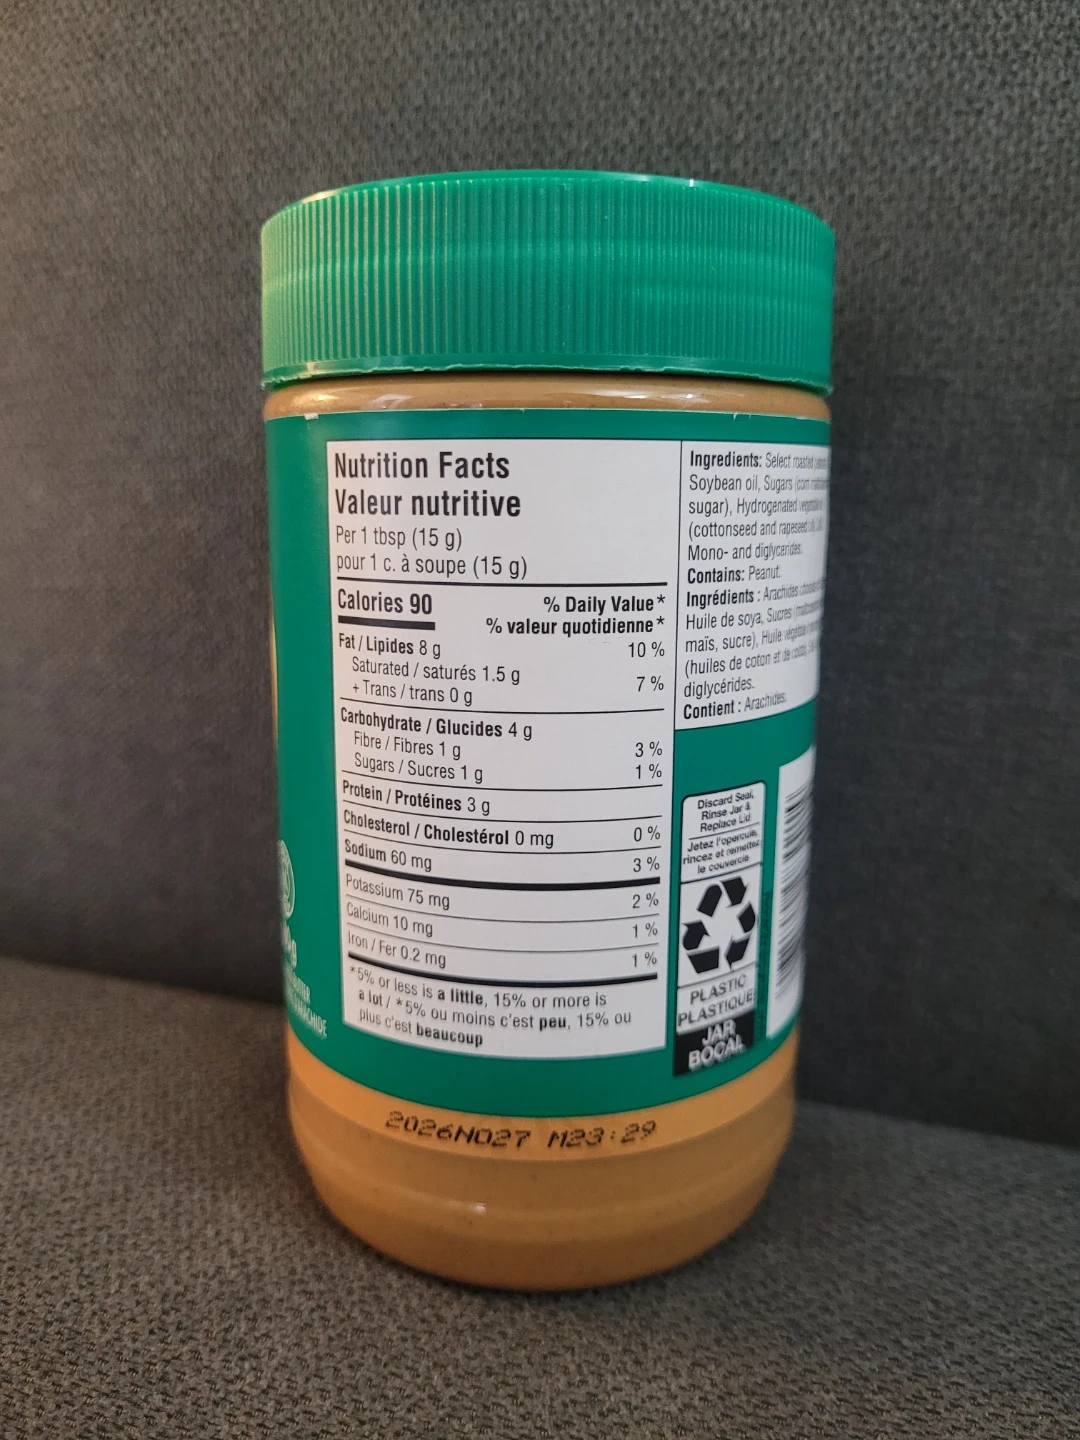 Nutrition Facts
Valeur nutritive
Per 1 tbsp (15 g)
pour 1 c. à soupe (15 g)
Calories 90
% Daily Value*
% valeur quotidienne*
Fat / Lipides 8 g 10 %
Saturated / saturés 1.5 g
+ Trans / trans 0 g 7 %
Carbohydrate / Glucides 4 g
Fibre / Fibres 1 g 3 %
Sugars / Sucres 1 g 1 %
Protein / Protéines 3 g
Cholesterol / Cholestérol 0 mg 0 %
Sodium 60 mg 3 %
Potassium 75 mg 2 %
Calcium 10 mg 1 %
Iron / Fer 0.2 mg 1 %
*5% or less is a little, 15% or more is
a lot / *5% ou moins c'est peu, 15% ou
plus c'est beaucoup
Ingredients: Select roasted
Soybean oil, Sugars (corn
sugar), Hydrogenated
(cottonseed and rapeseed
Mono- and diglycerides.
Contains: Peanut.
Ingrédients : Arachides
Huile de soya, Sucres
maïs, sucre), Huile
(huiles de coton et de
diglycérides.
Contient : Arachides.
Discard Seal,
Rinse Jar &
Replace Lid
Jetez l'opercule,
rincez et remettez
le couvercle
PLASTIC
PLASTIQUE
JAR
BOCAL
2026NO27 M23:29